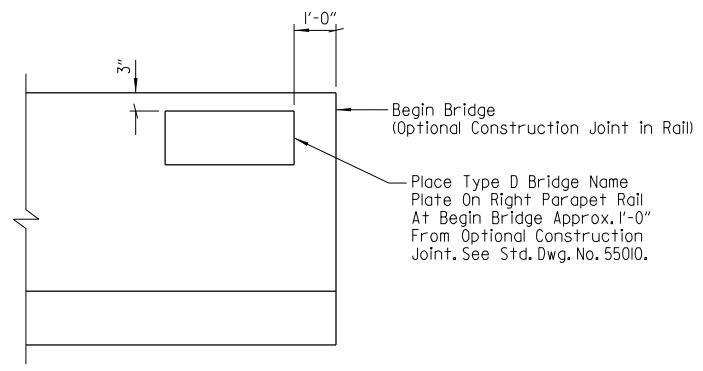 1'-0"
3"
Begin Bridge
(Optional Construction Joint in Rail)
Place Type D Bridge Name
Plate On Right Parapet Rail
At Begin Bridge Approx. 1'-0"
From Optional Construction
Joint. See Std. Dwg. No. 55010.